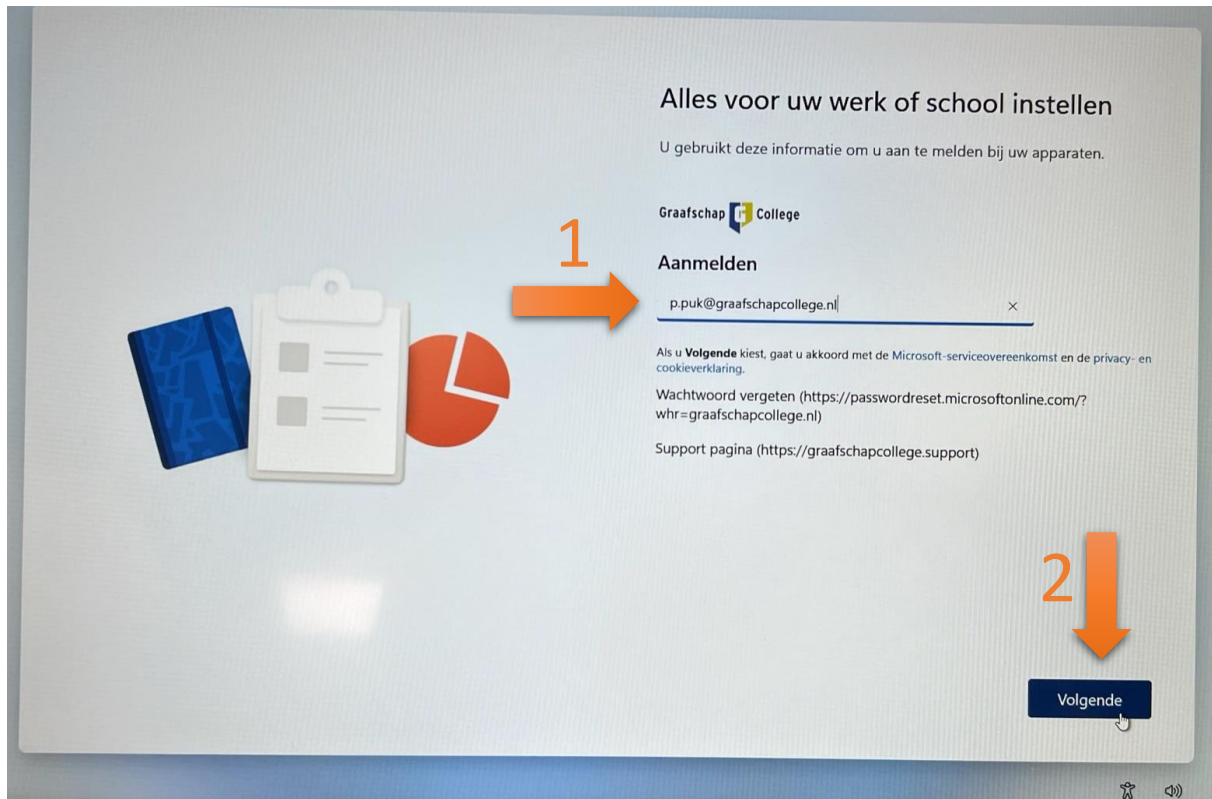 Alles voor uw werk of school instellen
U gebruikt deze informatie om u aan te melden bij uw apparaten.
Graafschap College
1
Aanmelden
p.puk@graafschapcollege.nl
Als u Volgende kiest, gaat u akkoord met de Microsoft-serviceovereenkomst en de privacy- en
cookieverklaring.
Wachtwoord vergeten (https://passwordreset.microsoftonline.com/?
whr=graafschapcollege.nl)
Support pagina (https://graafschapcollege.support)
2
Volgende